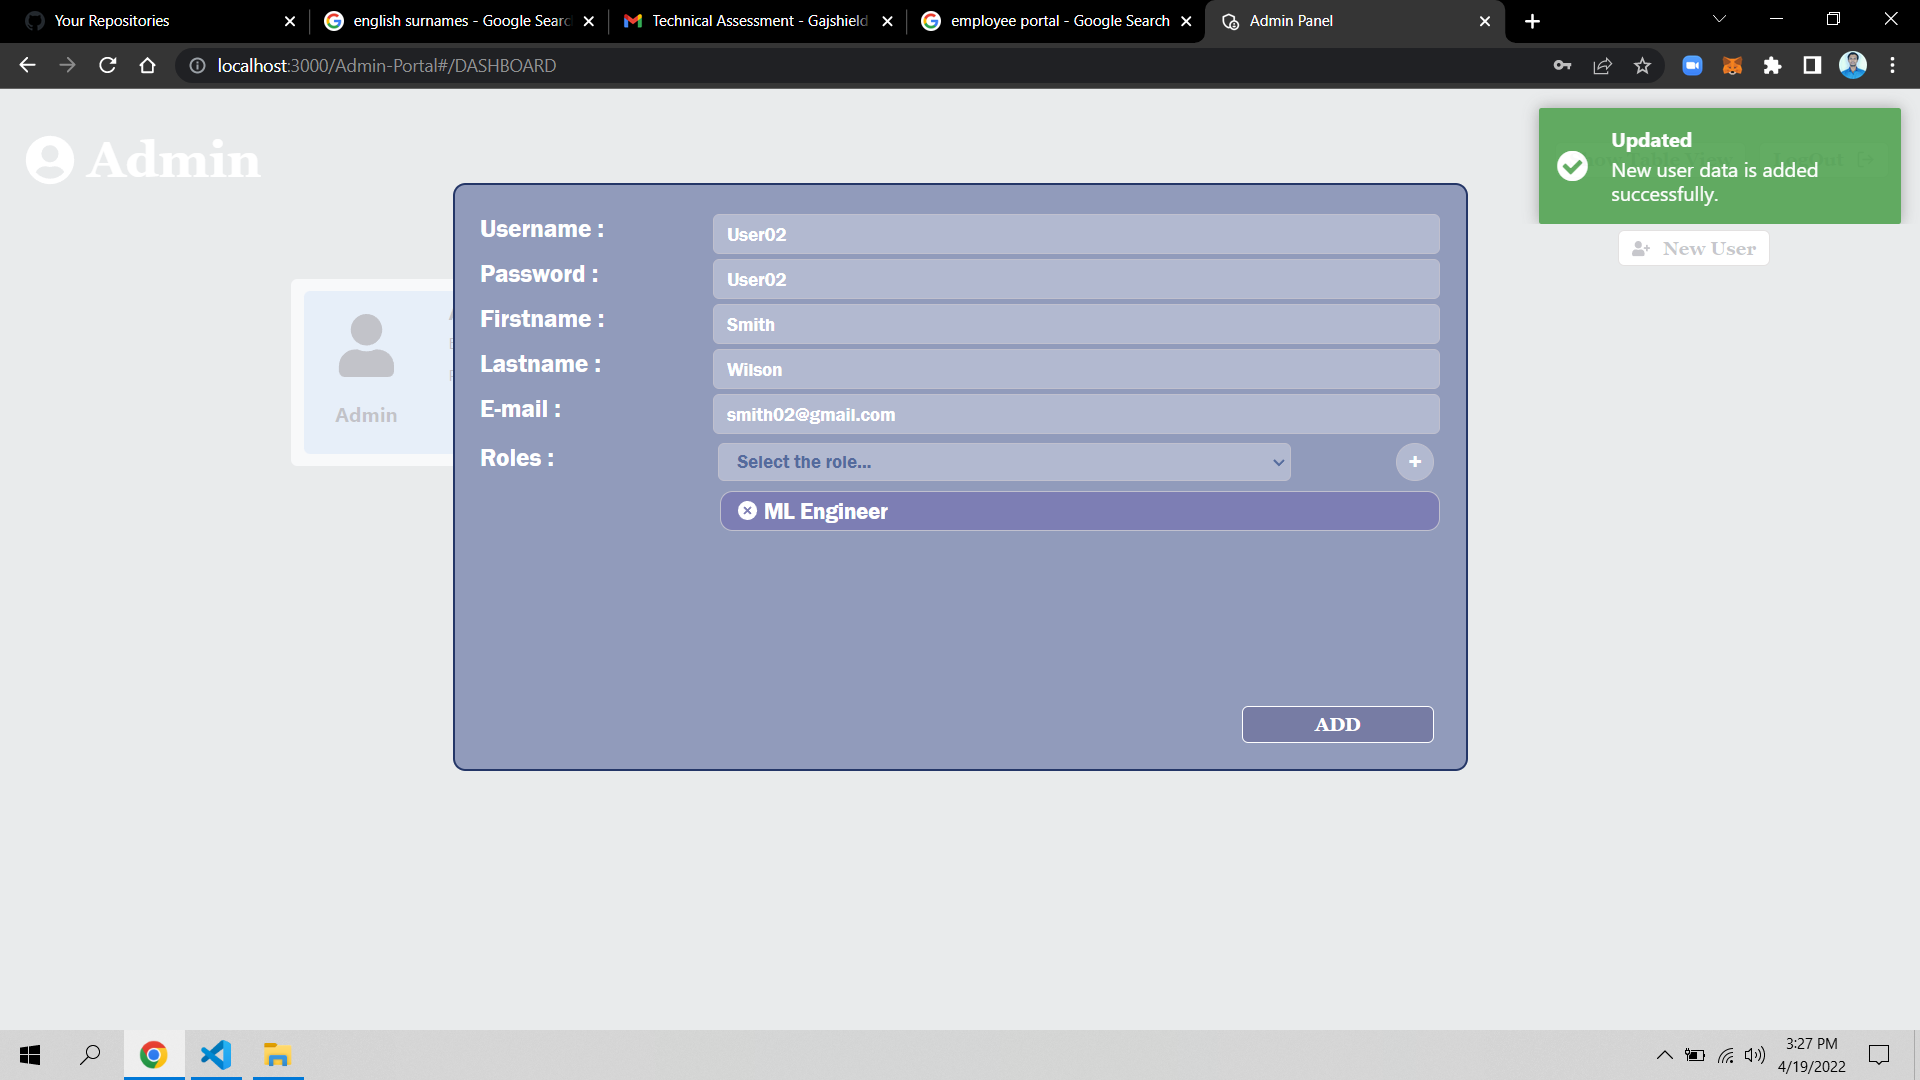 Your Repositories
english surnames - Google Searc
Technical Assessment - Gajshield
employee portal - Google Search
Admin Panel
localhost:3000/Admin-Portal#/DASHBOARD
Admin
Updated
New user data is added
successfully.
New User
Admin
Username :
User02
Password :
User02
Firstname :
Smith
Lastname :
Wilson
E-mail :
smith02@gmail.com
Roles :
Select the role...
+
ML Engineer
ADD
3:27 PM
4/19/2022